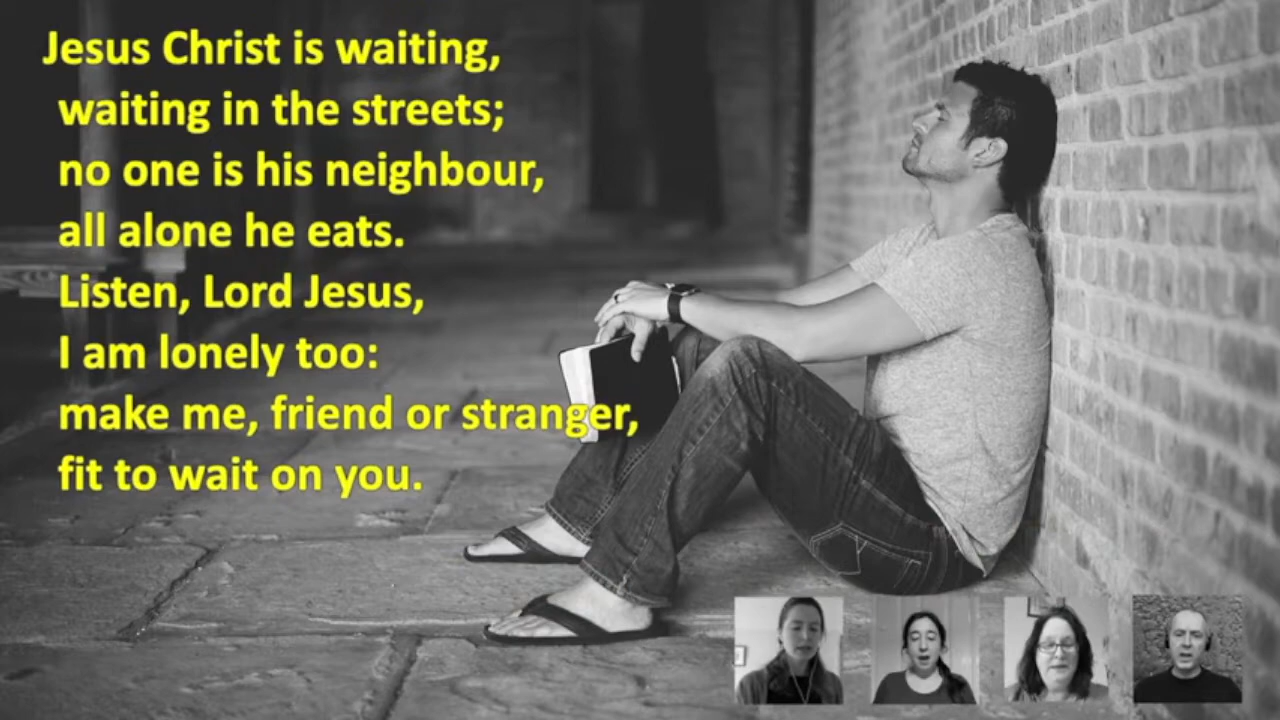 Jesus Christ is waiting,
waiting in the streets;
no one is his neighbour,
all alone he eats.
Listen, Lord Jesus,
I am lonely too:
make me, friend or stranger,
fit to wait on you.